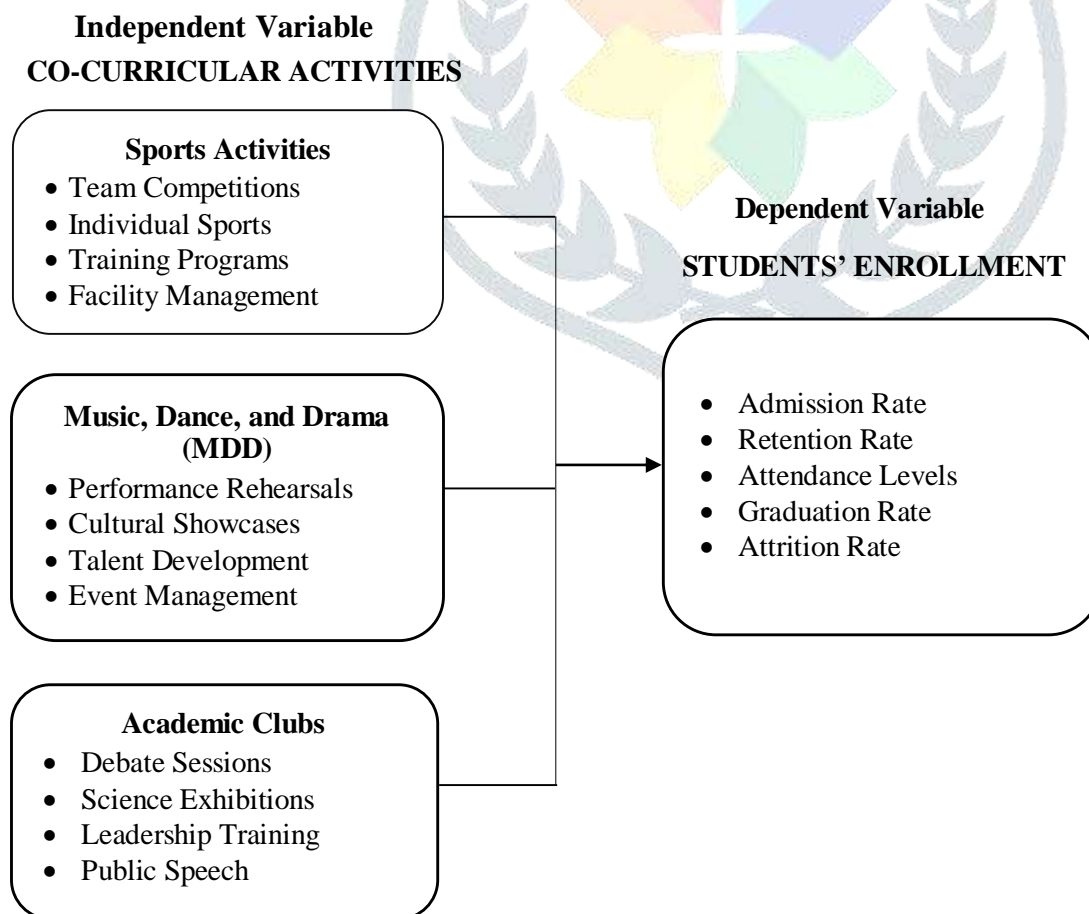 Independent Variable
CO-CURRICULAR ACTIVITIES
Sports Activities
• Team Competitions
• Individual Sports
• Training Programs
• Facility Management
Music, Dance, and Drama
(MDD)
• Performance Rehearsals
• Cultural Showcases
• Talent Development
• Event Management
Academic Clubs
• Debate Sessions
• Science Exhibitions
• Leadership Training
• Public Speech
Dependent Variable
STUDENTS’ ENROLLMENT
• Admission Rate
• Retention Rate
• Attendance Levels
• Graduation Rate
• Attrition Rate